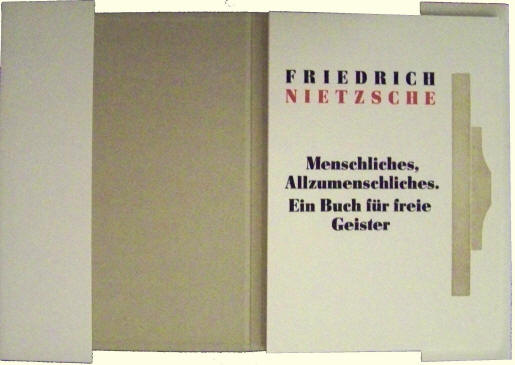 FRIEDRICH
NIETZSCHE
Menschliches,
Allzumenschliches.
Ein Buch für freie
Geister